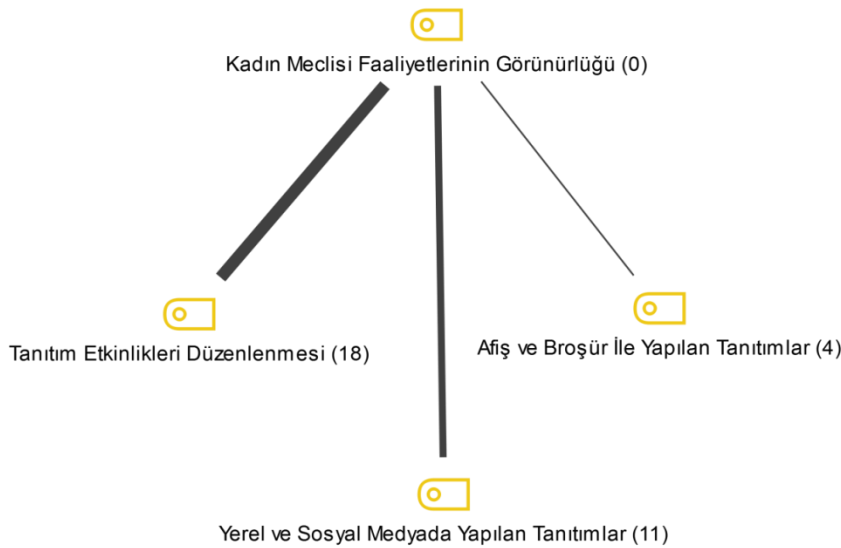 Kadın Meclisi Faaliyetlerinin Görünürlüğü (0)
Tanıtım Etkinlikleri Düzenlenmesi (18)
Afiş ve Broşür İle Yapılan Tanıtımlar (4)
Yerel ve Sosyal Medyada Yapılan Tanıtımlar (11)